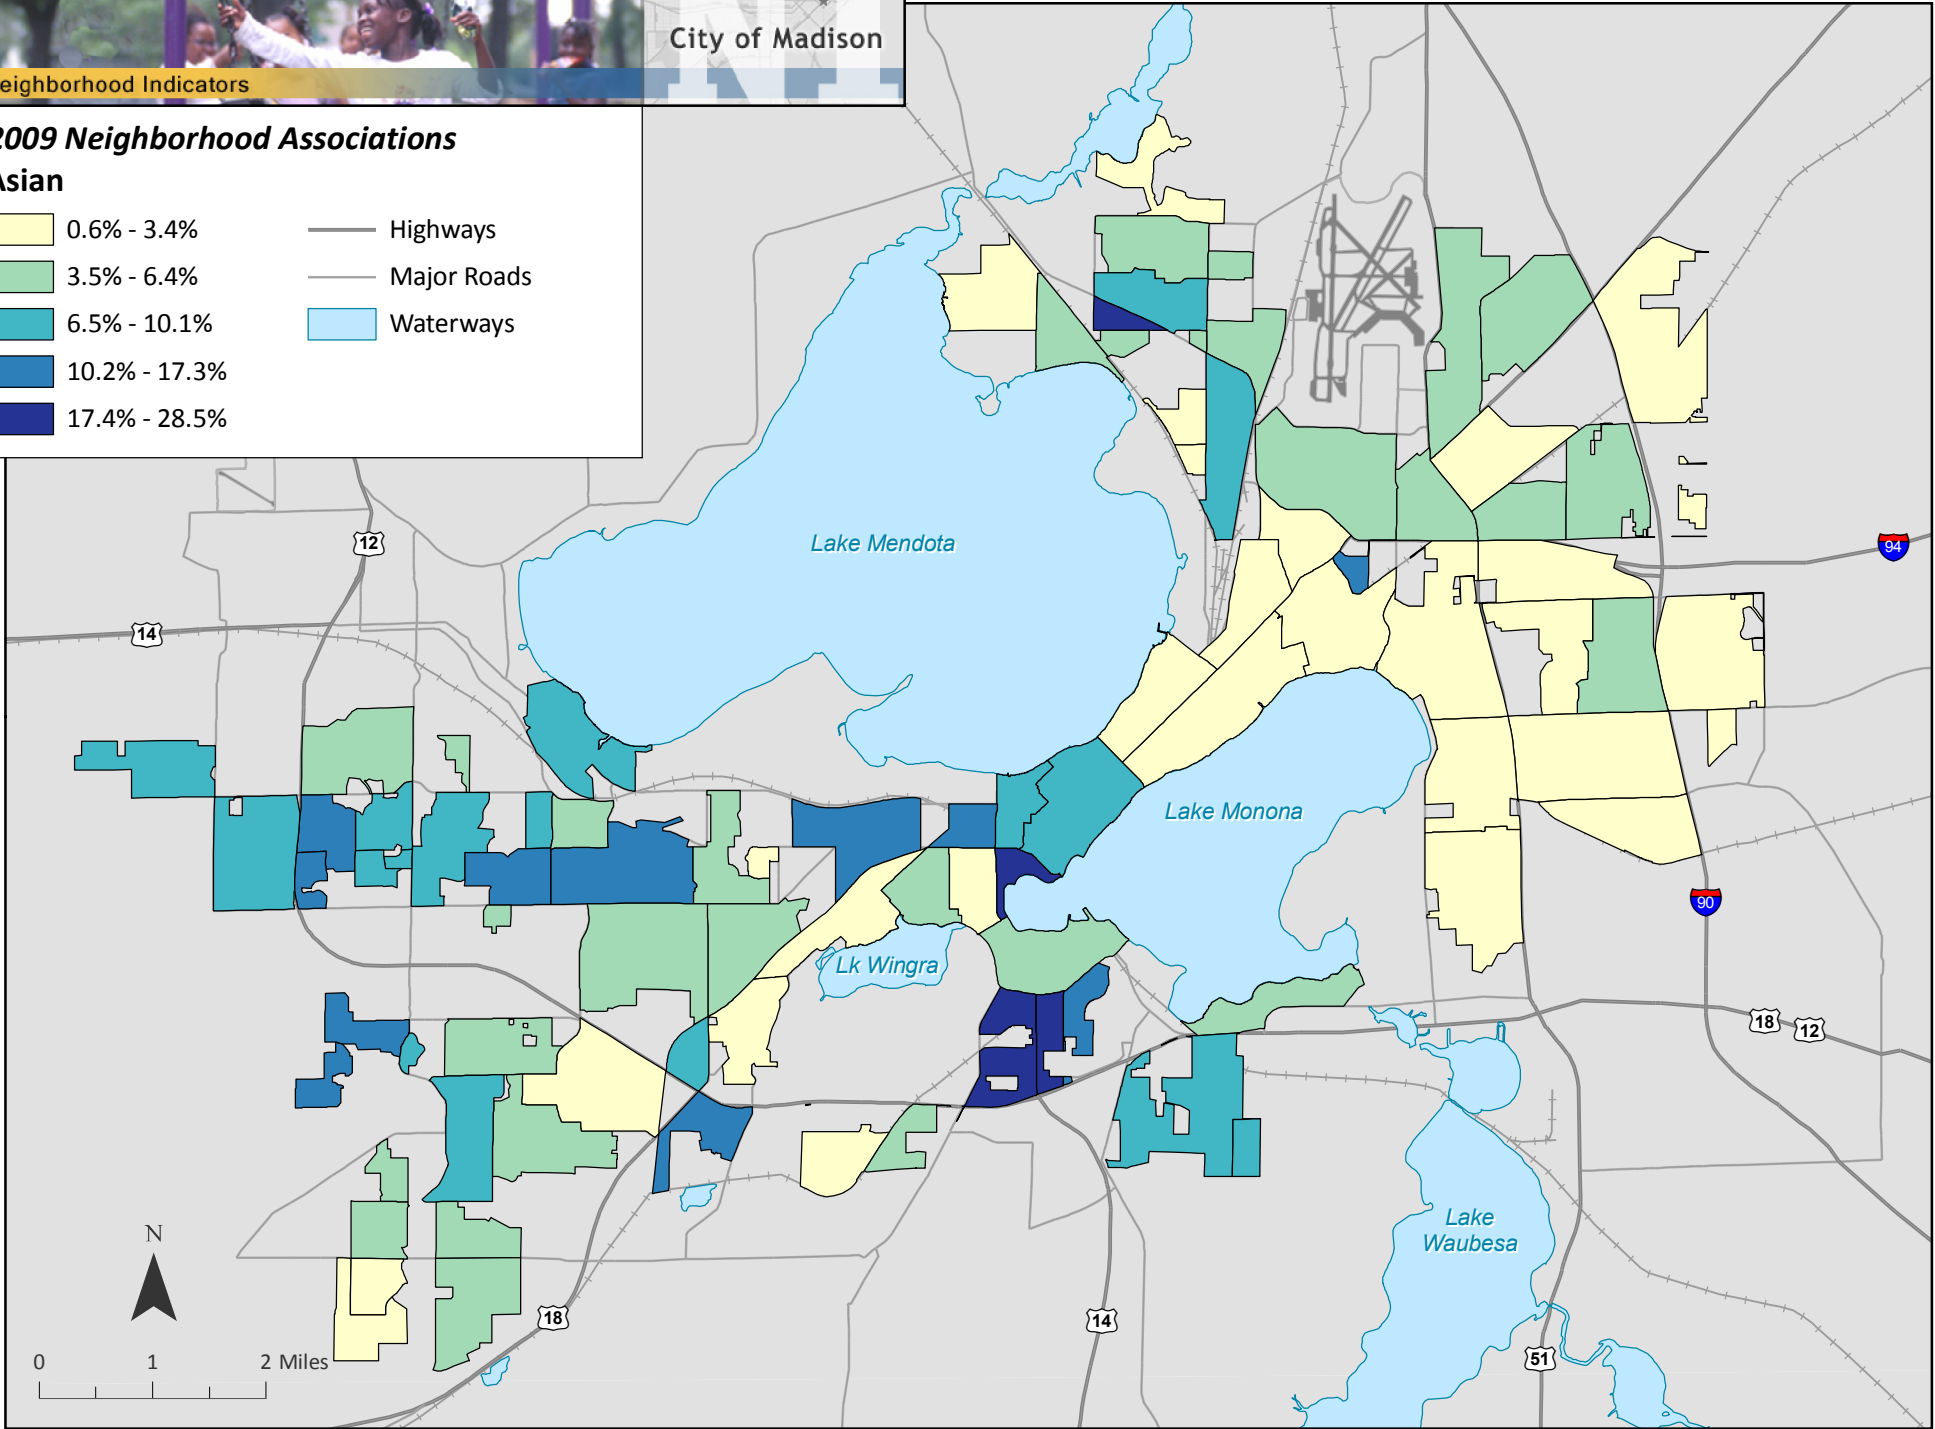 City of Madison
eighborhood Indicators
2009 Neighborhood Associations
Asian
0.6% - 3.4%
Highways
3.5% - 6.4%
Major Roads
6.5% - 10.1%
Waterways
10.2% - 17.3%
17.4% - 28.5%
12
Lake Mendota
94
14
Lake Monona
90
Lk Wingra
18
12
Lake
Waubesa
N
18
14
51
0
1
2 Miles